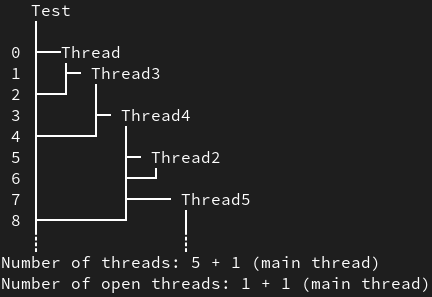 Test
0 Thread
1 Thread3
2
3 Thread4
4
5 Thread2
6
7 Thread5
8
Number of threads: 5 + 1 (main thread)
Number of open threads: 1 + 1 (main thread)